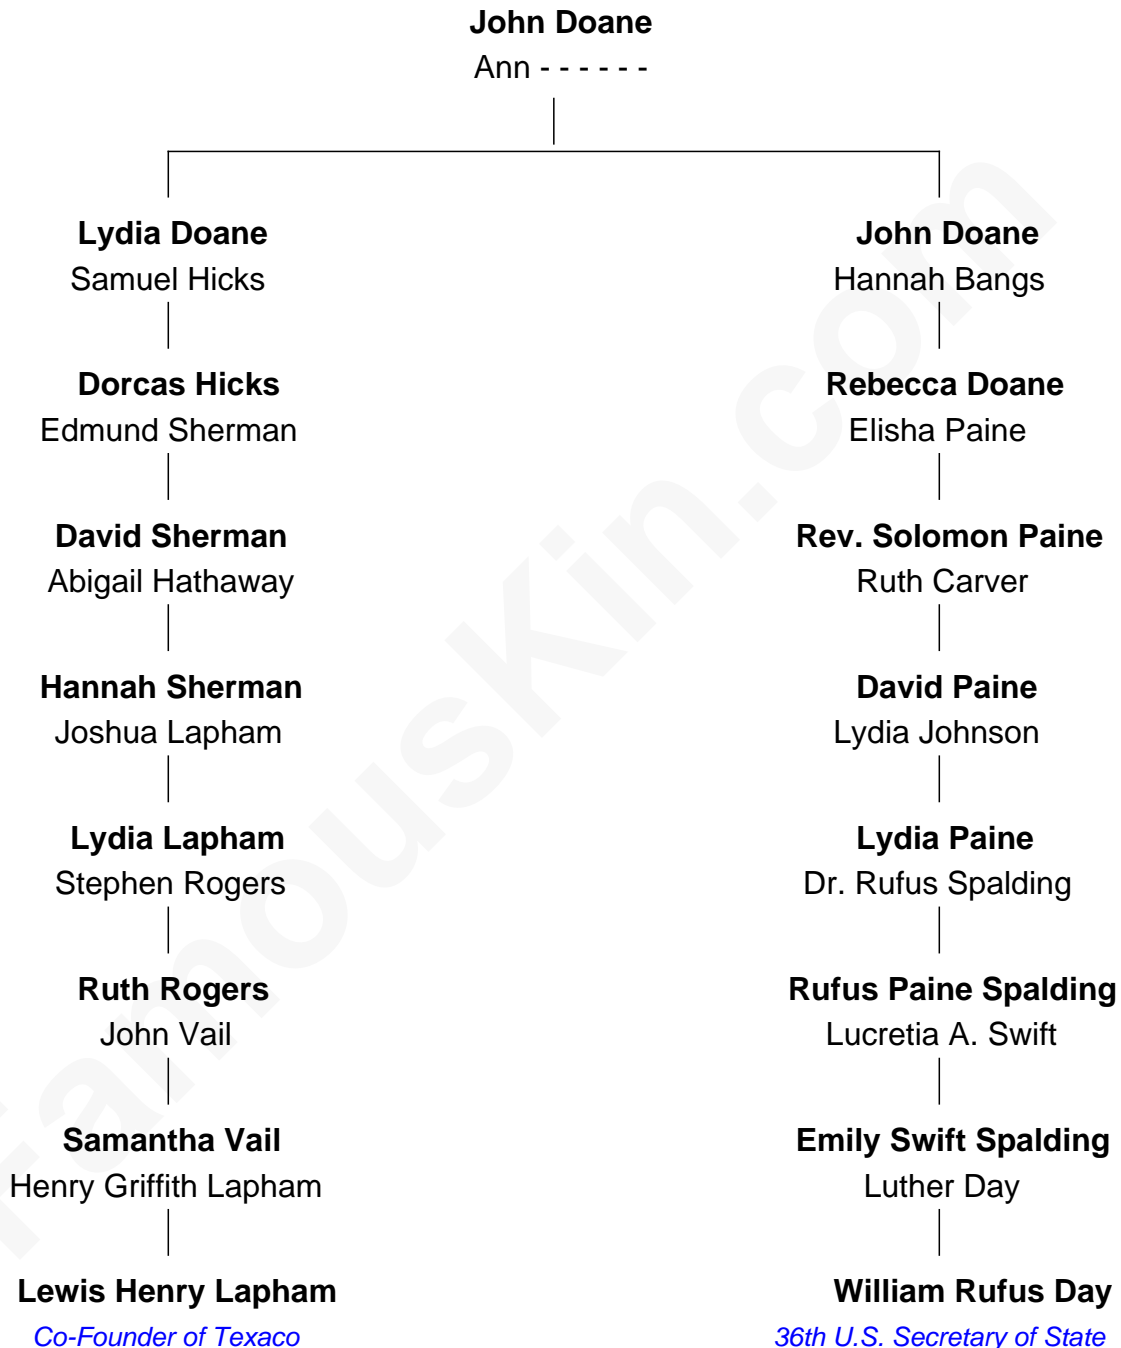 John Doane
Ann - - - - - -
Lydia Doane
Samuel Hicks
John Doane
Hannah Bangs
Dorcas Hicks
Edmund Sherman
Rebecca Doane
Elisha Paine
David Sherman
Abigail Hathaway
Rev. Solomon Paine
Ruth Carver
Hannah Sherman
Joshua Lapham
David Paine
Lydia Johnson
Lydia Lapham
Stephen Rogers
Lydia Paine
Dr. Rufus Spalding
Ruth Rogers
John Vail
Rufus Paine Spalding
Lucretia A. Swift
Samantha Vail
Henry Griffith Lapham
Emily Swift Spalding
Luther Day
Lewis Henry Lapham
Co-Founder of Texaco
William Rufus Day
36th U.S. Secretary of State
FamousKin.com